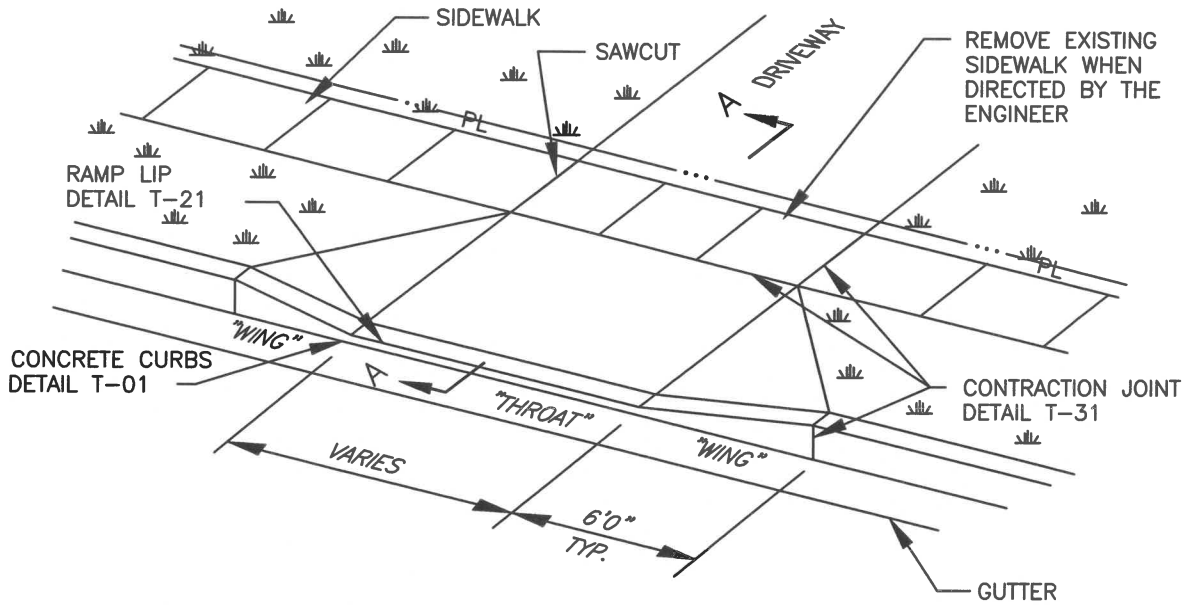 SIDEWALK
SAWCUT
DRIVEWAY
A
REMOVE EXISTING
SIDEWALK WHEN
DIRECTED BY THE
ENGINEER
PL
RAMP LIP
DETAIL T-21
PL
"WING"
CONCRETE CURBS
DETAIL T-01
A
"THROAT"
"WING"
CONTRACTION JOINT
DETAIL T-31
VARIES
6'0"
TYP.
GUTTER